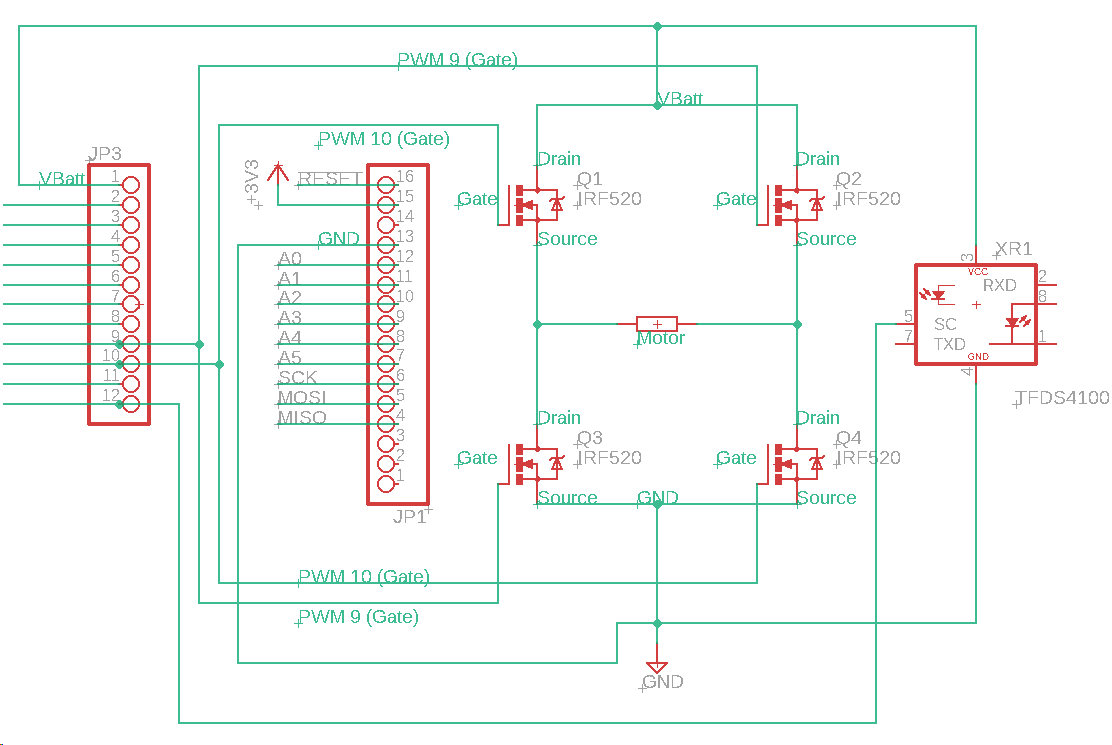 PWM 9 (Gate)
VBatt
PWM 10 (Gate)
JP3
VBatt
1
2
3
4
5
6
7
8
9
10
11
12
+3V3
RESET
GND
A0
A1
A2
A3
A4
A5
SCK
MOSI
MISO
16
15
14
13
12
11
10
9
8
7
6
5
4
3
2
1
JP1
Drain
Gate
Q1
IRF520
Source
Drain
Gate
Q2
IRF520
Source
Motor
Drain
Gate
Q3
IRF520
Source
GND
Drain
Gate
Q4
IRF520
Source
XR1
3
VCC
RXD
2
8
5
SC
7
TXD
1
GND
4
TFDS4100
PWM 10 (Gate)
PWM 9 (Gate)
GND